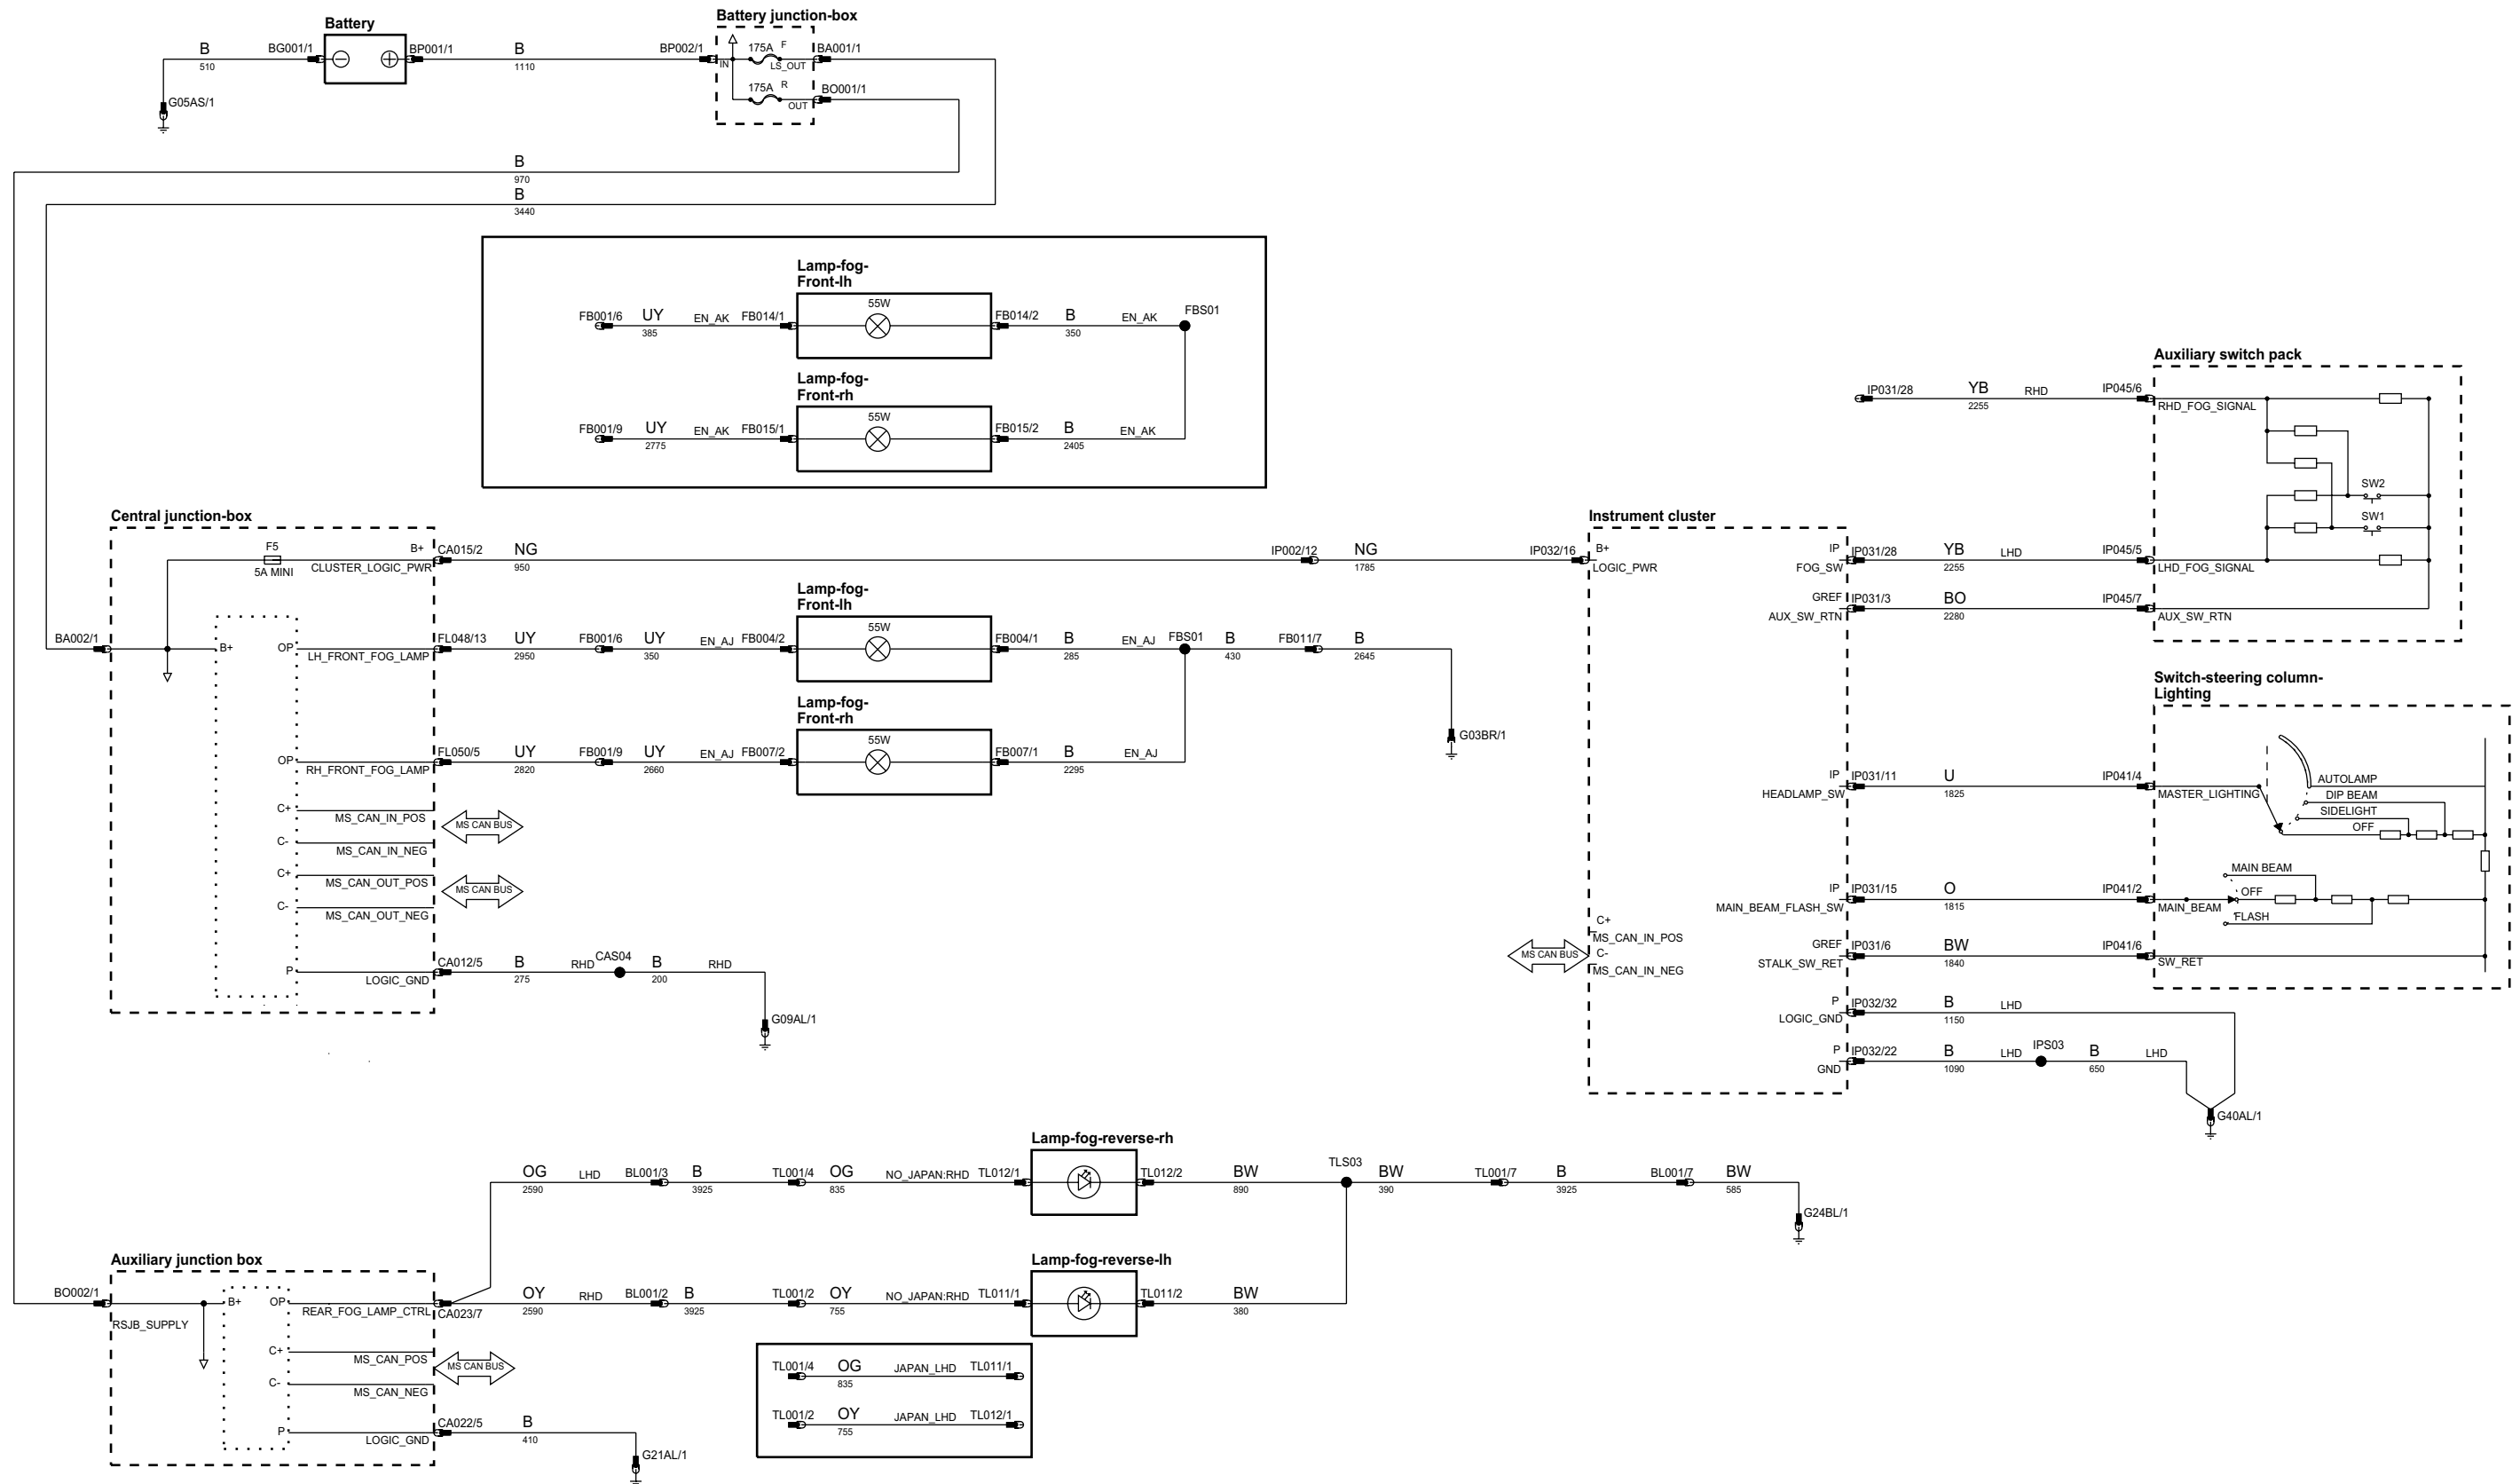 Battery
Battery junction-box
B
510
BG001/1
BP001/1
B
1110
BP002/1
IN
175A F
LS_OUT
BA001/1
175A R
OUT
BO001/1
G05AS/1
B
970
B
3440
Lamp-fog-
Front-lh
55W
FB001/6
UY
385
EN_AK
FB014/1
FB014/2
B
350
EN_AK
FBS01
Lamp-fog-
Front-rh
55W
FB001/9
UY
2775
EN_AK
FB015/1
FB015/2
B
2405
EN_AK
Auxiliary switch pack
IP031/28
YB
2255
RHD
IP045/6
RHD_FOG_SIGNAL
SW2
SW1
IP031/28
YB
2255
LHD
IP045/5
LHD_FOG_SIGNAL
IP031/3
BO
2280
IP045/7
AUX_SW_RTN
Central junction-box
F5
5A MINI
B+
CLUSTER_LOGIC_PWR
CA015/2
NG
950
IP002/12
NG
1785
IP032/16
Instrument cluster
B+
LOGIC_PWR
IP
FOG_SW
GREF
AUX_SW_RTN
BA002/1
B+
OP
LH_FRONT_FOG_LAMP
FL048/13
UY
2950
FB001/6
UY
350
EN_AJ
FB004/2
Lamp-fog-
Front-lh
55W
FB004/1
B
285
EN_AJ
FBS01
B
430
FB011/7
B
2645
G03BR/1
OP
RH_FRONT_FOG_LAMP
FL050/5
UY
2820
FB001/9
UY
2660
EN_AJ
FB007/2
Lamp-fog-
Front-rh
55W
FB007/1
B
2295
EN_AJ
C+
MS_CAN_IN_POS
C-
MS_CAN_IN_NEG
MS CAN BUS
C+
MS_CAN_OUT_POS
C-
MS_CAN_OUT_NEG
MS CAN BUS
P
LOGIC_GND
CA012/5
B
275
RHD
CAS04
B
200
RHD
G09AL/1
Switch-steering column-
Lighting
IP
HEADLAMP_SW
IP031/11
U
1825
IP041/4
MASTER_LIGHTING
AUTOLAMP
DIP BEAM
SIDELIGHT
OFF
IP
MAIN_BEAM_FLASH_SW
IP031/15
O
1815
IP041/2
MAIN_BEAM
MAIN BEAM
OFF
FLASH
GREF
STALK_SW_RET
IP031/6
BW
1840
IP041/6
SW_RET
MS CAN BUS
C+
MS_CAN_IN_POS
C-
MS_CAN_IN_NEG
P
LOGIC_GND
IP032/32
B
1150
LHD
P
GND
IP032/22
B
1090
LHD
IPS03
B
650
LHD
G40AL/1
OG
2590
LHD
BL001/3
B
3925
TL001/4
OG
835
NO_JAPAN:RHD
TL012/1
Lamp-fog-reverse-rh
TL012/2
BW
890
TLS03
BW
390
TL001/7
B
3925
BL001/7
BW
585
G24BL/1
Auxiliary junction box
BO002/1
RSJB_SUPPLY
B+
OP
REAR_FOG_LAMP_CTRL
CA023/7
OY
2590
RHD
BL001/2
B
3925
TL001/2
OY
755
NO_JAPAN:RHD
TL011/1
Lamp-fog-reverse-lh
TL011/2
BW
380
C+
MS_CAN_POS
C-
MS_CAN_NEG
MS CAN BUS
P
LOGIC_GND
CA022/5
B
410
G21AL/1
TL001/4
OG
835
JAPAN_LHD
TL011/1
TL001/2
OY
755
JAPAN_LHD
TL012/1